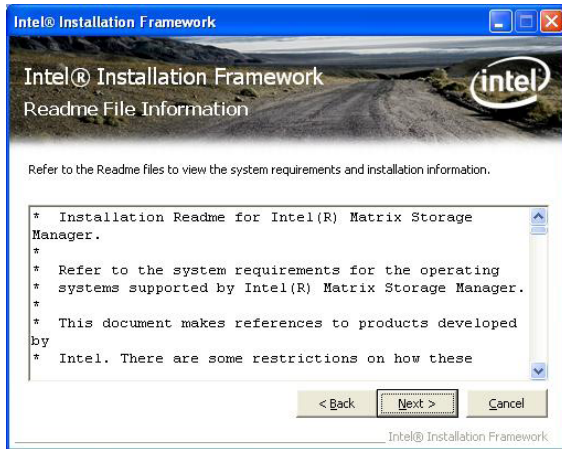 Intel® Installation Framework
Intel® Installation Framework
Readme File Information
intel
Refer to the Readme files to view the system requirements and installation information.
*   Installation Readme for Intel(R) Matrix Storage
Manager.
*
*   Refer to the system requirements for the operating
*   systems supported by Intel(R) Matrix Storage Manager.
*
*   This document makes references to products developed
by
*   Intel. There are some restrictions on how these
< Back
Next >
Cancel
Intel® Installation Framework